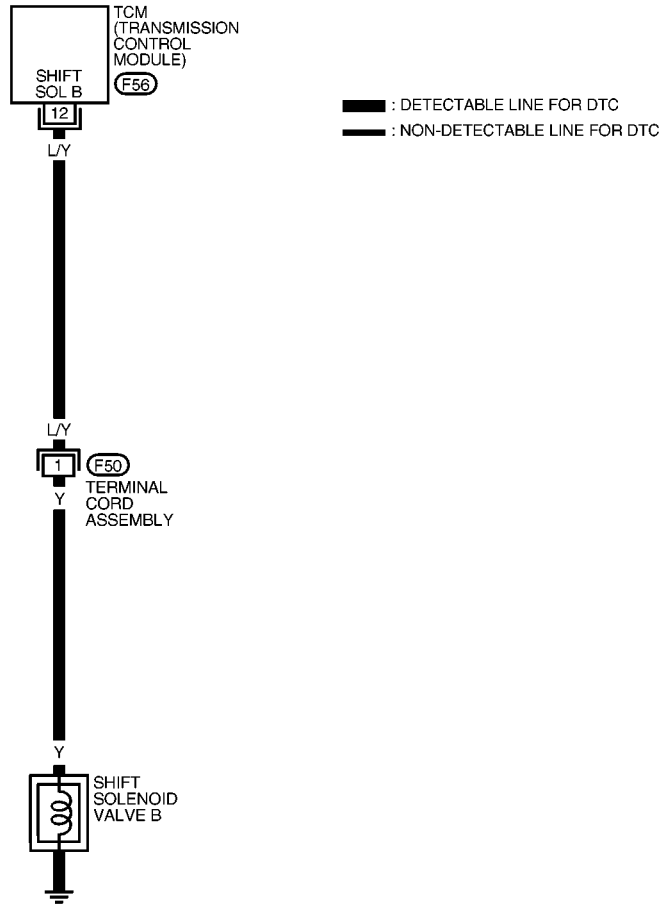 TCM
(TRANSMISSION
CONTROL
MODULE)
F56
SHIFT
SOL B
12
L/Y
: DETECTABLE LINE FOR DTC
: NON-DETECTABLE LINE FOR DTC
L/Y
1
F50
TERMINAL
CORD
ASSEMBLY
Y
Y
SHIFT
SOLENOID
VALVE B